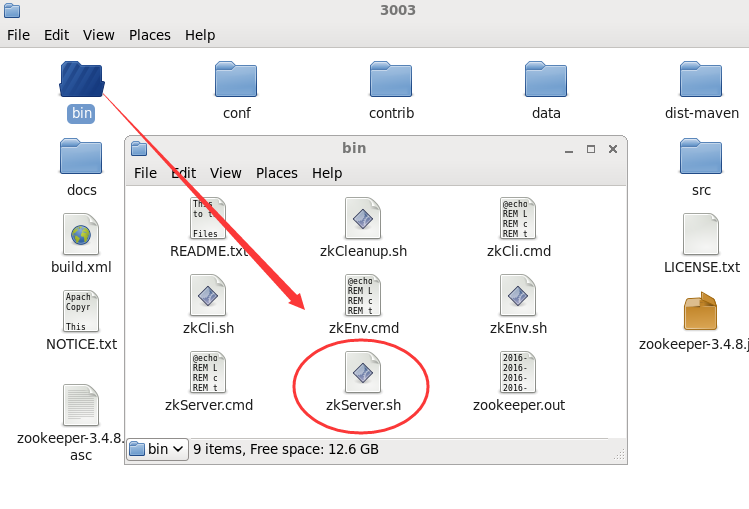 3003
File Edit View Places Help
bin
conf
contrib
data
dist-maven
docs
src
build.xml
LICENSE.txt
Apach
Copyr
This
NOTICE.txt
zookeeper-3.4.8.j
zookeeper-3.4.8.
asc
bin
File Edit View Places Help
This
to t
Files
README.txt
zkCleanup.sh
@echo
REM L
REM c
REM t
zkCli.cmd
zkCli.sh
@echo
REM L
REM c
REM t
zkEnv.cmd
zkEnv.sh
@echo
REM L
REM c
REM t
zkServer.cmd
zkServer.sh
2016-
2016-
2016-
2016-
zookeeper.out
bin 9 items, Free space: 12.6 GB